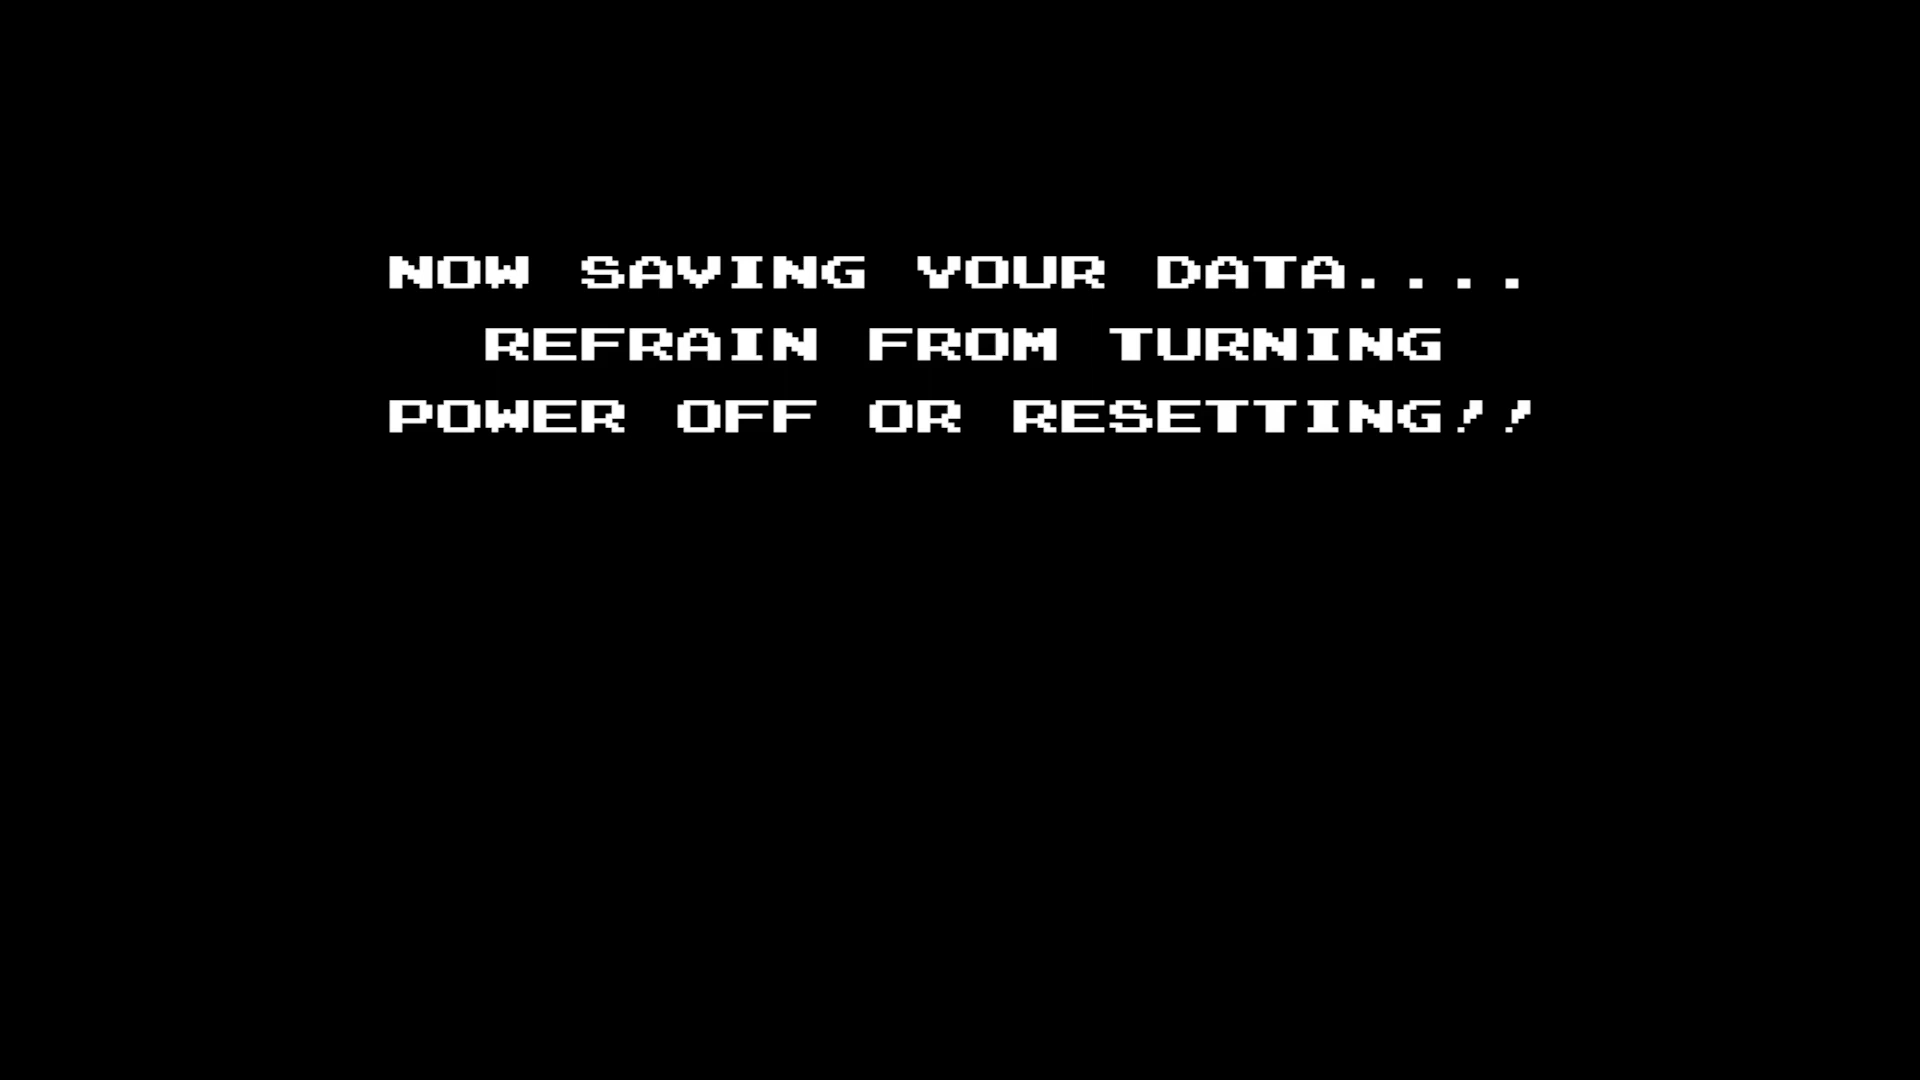 NOW SAVING YOUR DATA....
REFRAIN FROM TURNING
POWER OFF OR RESETTING!!